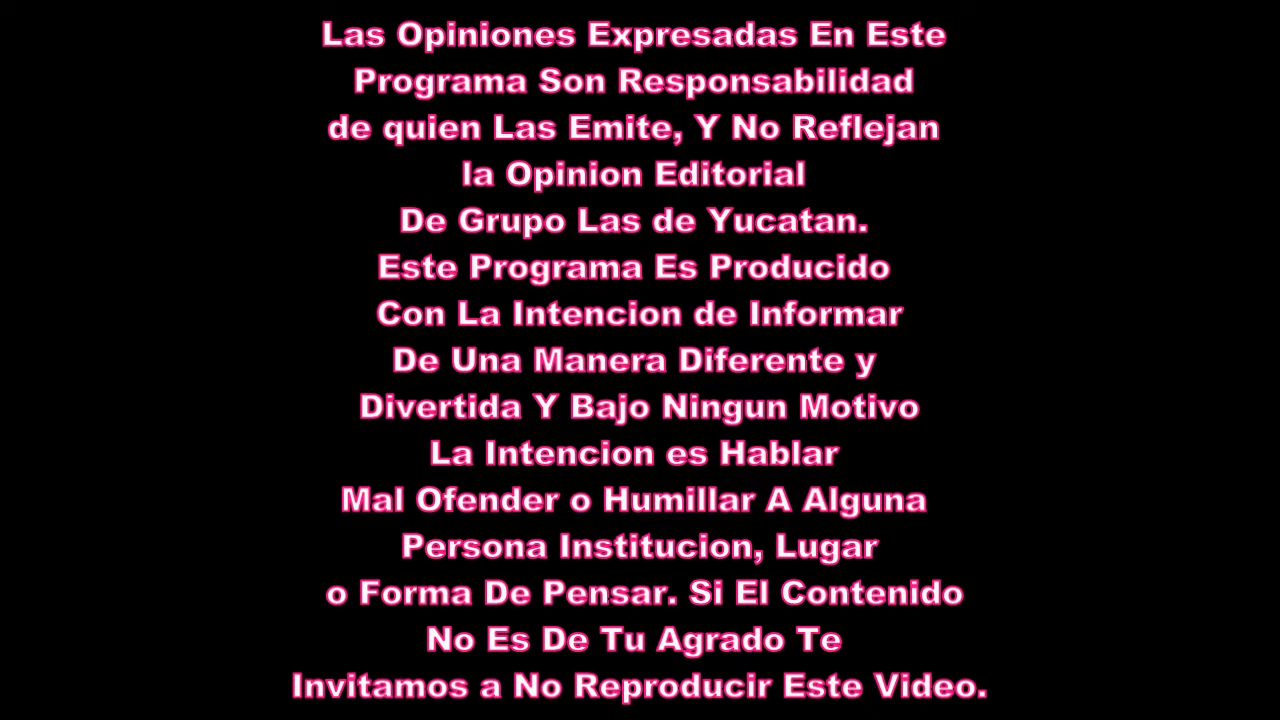 Las Opiniones Expresadas En Este
Programa Son Responsabilidad
de quien Las Emite, Y No Reflejan
la Opinion Editorial
De Grupo Las de Yucatan.
Este Programa Es Producido
Con La Intencion de Informar
De Una Manera Diferente y
Divertida Y Bajo Ningun Motivo
La Intencion es Hablar
Mal Ofender o Humillar A Alguna
Persona Institucion, Lugar
o Forma De Pensar. Si El Contenido
No Es De Tu Agrado Te
Invitamos a No Reproducir Este Video.